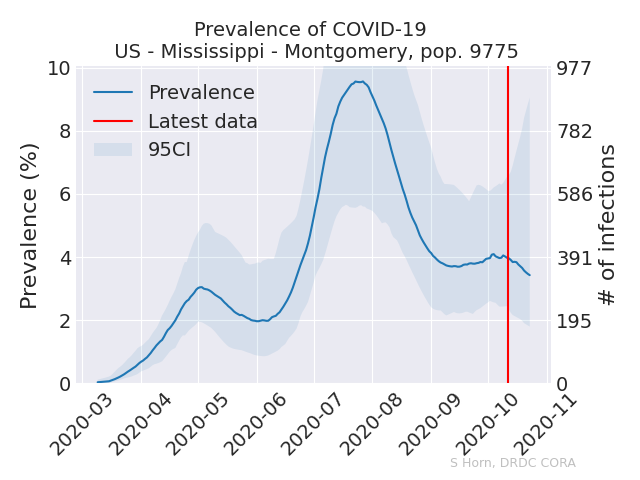 Prevalence of COVID-19
US - Mississippi - Montgomery, pop. 9775
Prevalence (%)
10
8
6
4
2
0
Prevalence
Latest data
95CI
977
782
586
391
195
0
# of infections
2020-03
2020-04
2020-05
2020-06
2020-07
2020-08
2020-09
2020-10
2020-11
S Horn, DRDC CORA